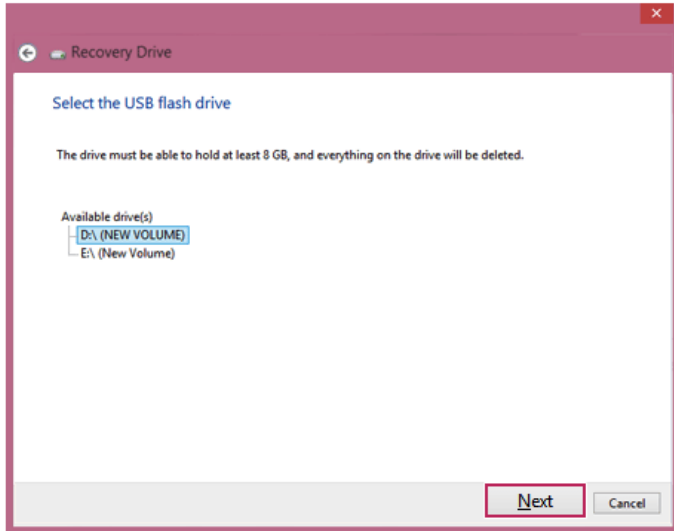 Recovery Drive
Select the USB flash drive
The drive must be able to hold at least 8 GB, and everything on the drive will be deleted.
Available drive(s)
D:\ (NEW VOLUME)
E:\ (New Volume)
Next
Cancel